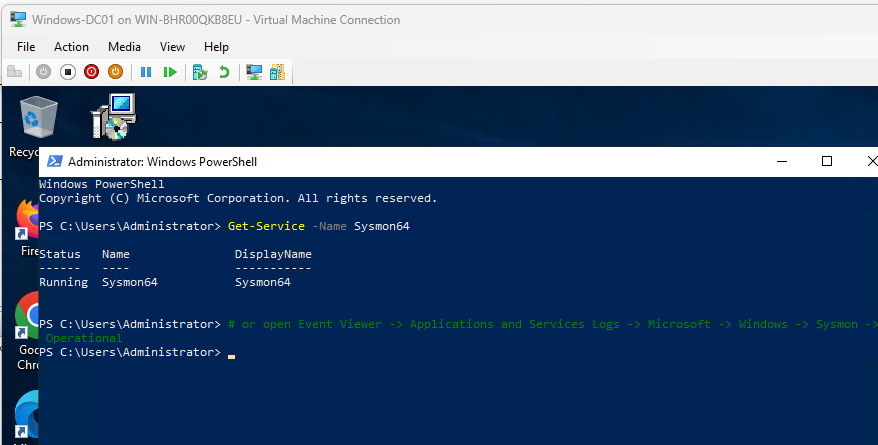 Windows-DC01 on WIN-BHR00QKB8EU - Virtual Machine Connection
File Action Media View Help
Recyc
Administrator: Windows PowerShell
Windows PowerShell
Copyright (C) Microsoft Corporation. All rights reserved.
PS C:\Users\Administrator> Get-Service -Name Sysmon64
Status Name DisplayName
------ ---- -----------
Running Sysmon64 Sysmon64
PS C:\Users\Administrator> # or open Event Viewer -> Applications and Services Logs -> Microsoft -> Windows -> Sysmon ->
Operational
PS C:\Users\Administrator>
Fire
Goo
Chro